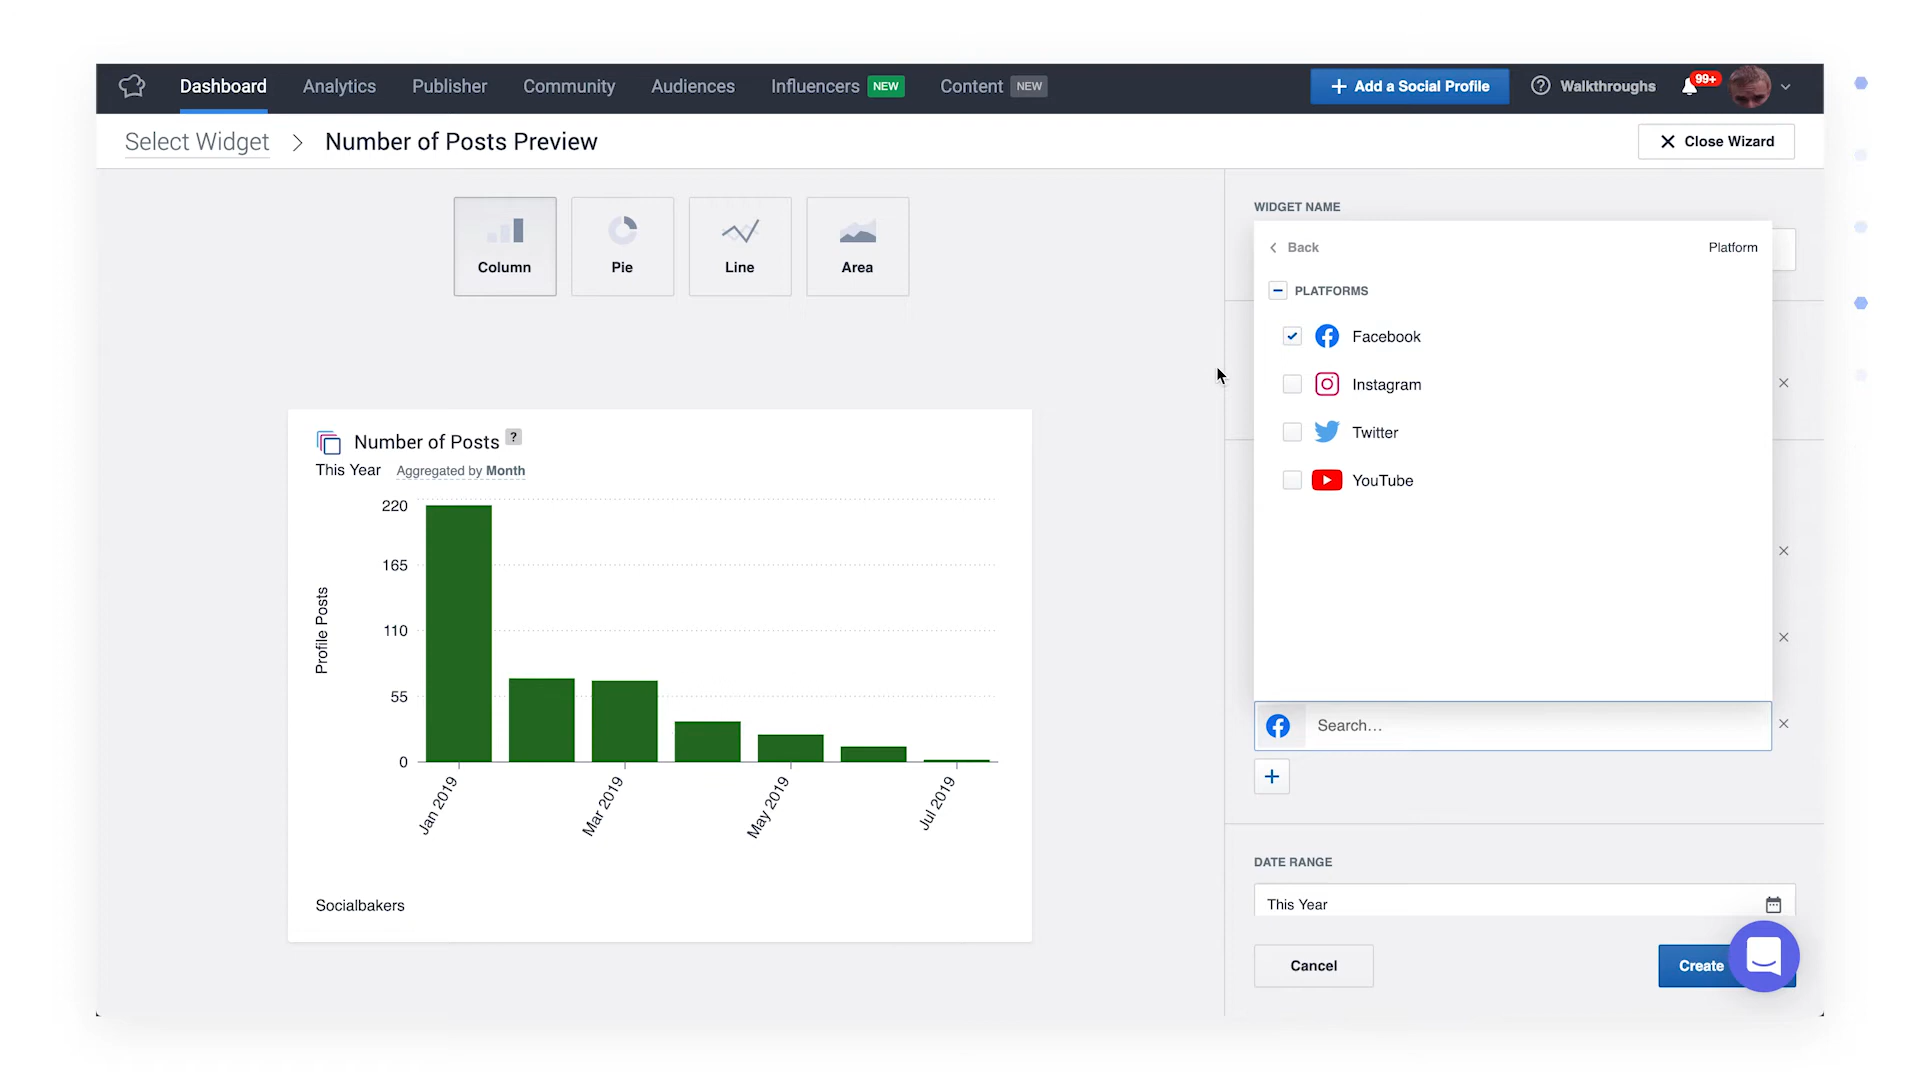 Dashboard Analytics Publisher Community Audiences Influencers NEW Content NEW + Add a Social Profile ? Walkthroughs 99+
Select Widget > Number of Posts Preview
Close Wizard
Column Pie Line Area
WIDGET NAME
Back Platform
PLATFORMS
Facebook
Instagram
Twitter
YouTube
Search...
DATE RANGE
This Year
Cancel
Create
Number of Posts ?
This Year Aggregated by Month
220
165
110
55
0
Profile Posts
Jan 2019 Mar 2019 May 2019 Jul 2019
Socialbakers